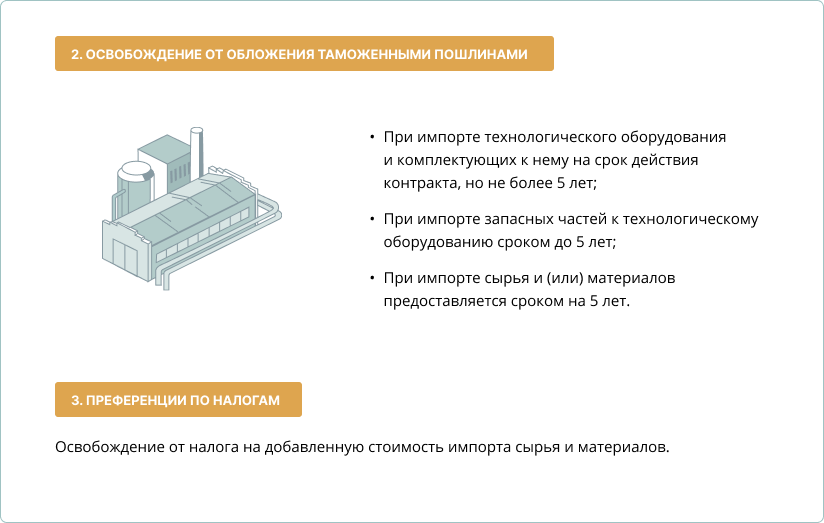 2. ОСВОБОЖДЕНИЕ ОТ ОБЛОЖЕНИЯ ТАМОЖЕННЫМИ ПОШЛИНАМИ
• При импорте технологического оборудования
и комплектующих к нему на срок действия
контракта, но не более 5 лет;
• При импорте запасных частей к технологическому
оборудованию сроком до 5 лет;
• При импорте сырья и (или) материалов
предоставляется сроком на 5 лет.
3. ПРЕФЕРЕНЦИИ ПО НАЛОГАМ
Освобождение от налога на добавленную стоимость импорта сырья и материалов.